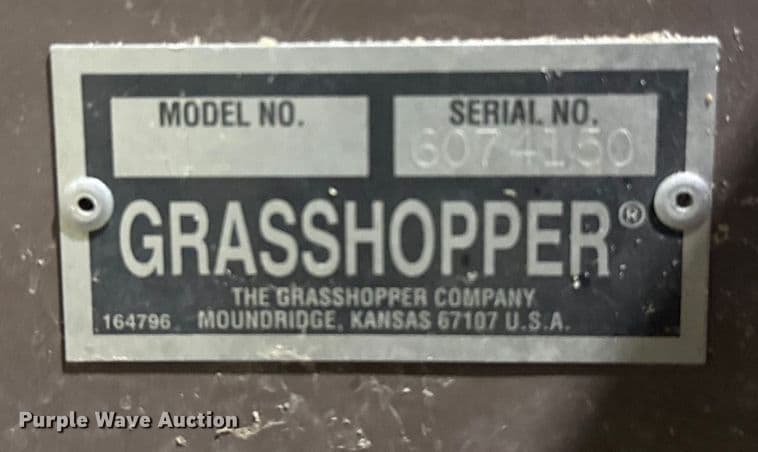 MODEL NO. SERIAL NO.
6074150
GRASSHOPPER®
THE GRASSHOPPER COMPANY
164796 MOUNDRIDGE, KANSAS 67107 U.S.A.
Purple Wave Auction